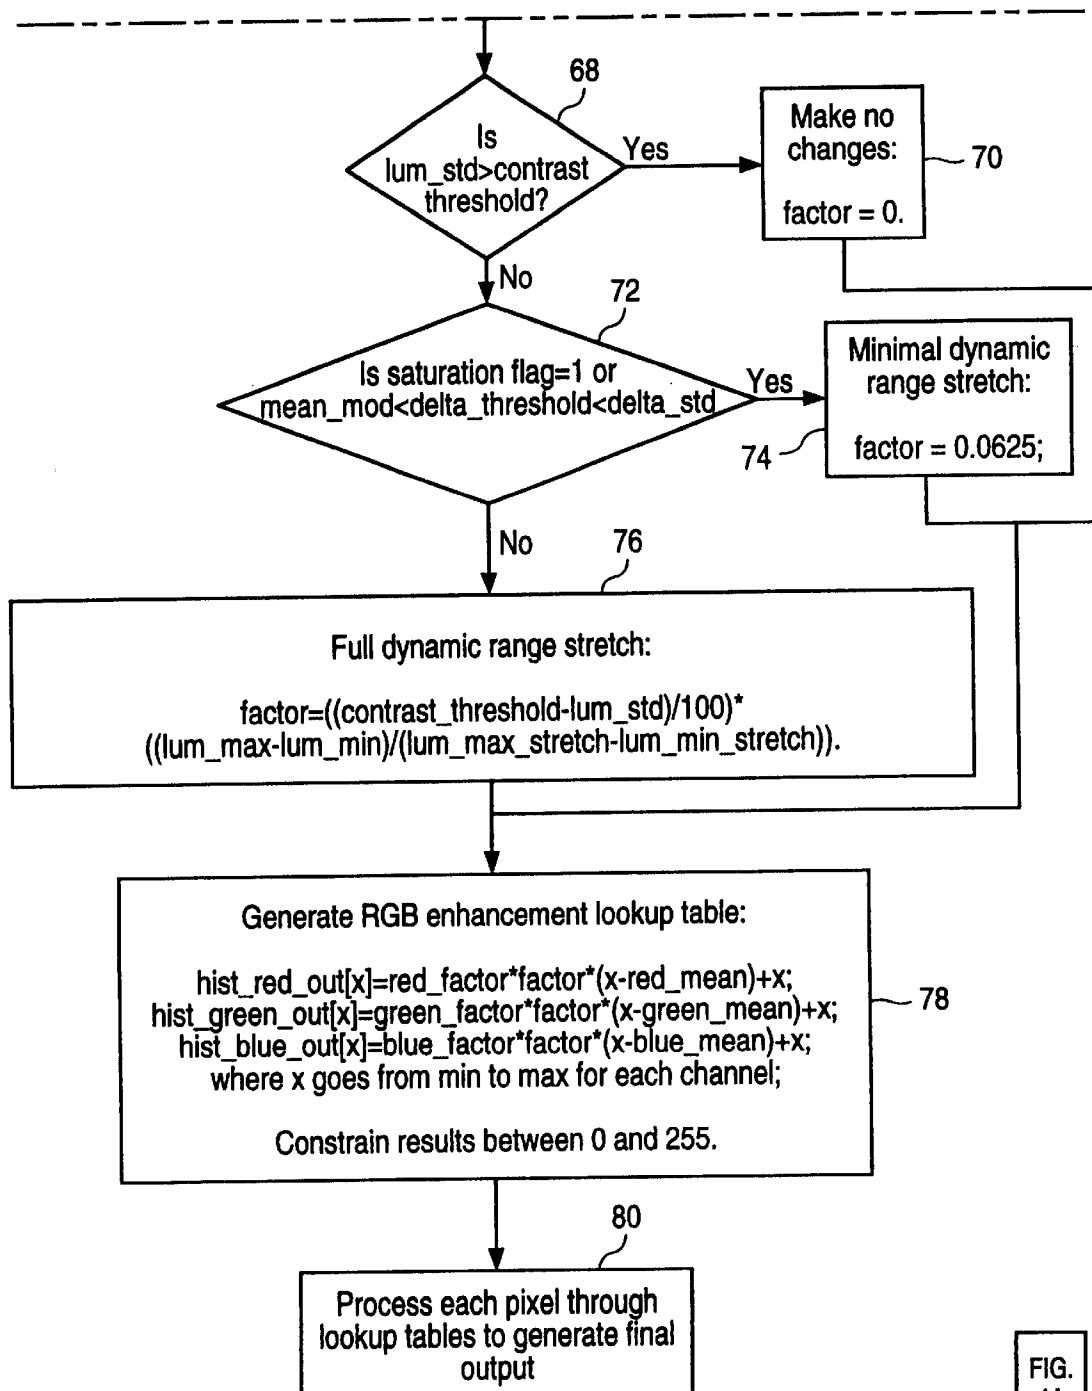 68
Is
lum_std>contrast
threshold?
Yes
Make no
changes:
factor = 0.
70
No
72
Is saturation flag=1 or
mean_mod<delta_threshold<delta_std
Yes
Minimal dynamic
range stretch:
factor = 0.0625;
74
No
76
Full dynamic range stretch:
factor=((contrast_threshold-lum_std)/100)*
((lum_max-lum_min)/(lum_max_stretch-lum_min_stretch)).
Generate RGB enhancement lookup table:
hist_red_out[x]=red_factor*factor*(x-red_mean)+x;
hist_green_out[x]=green_factor*factor*(x-green_mean)+x;
hist_blue_out[x]=blue_factor*factor*(x-blue_mean)+x;
where x goes from min to max for each channel;
Constrain results between 0 and 255.
78
80
Process each pixel through
lookup tables to generate final
output
FIG.